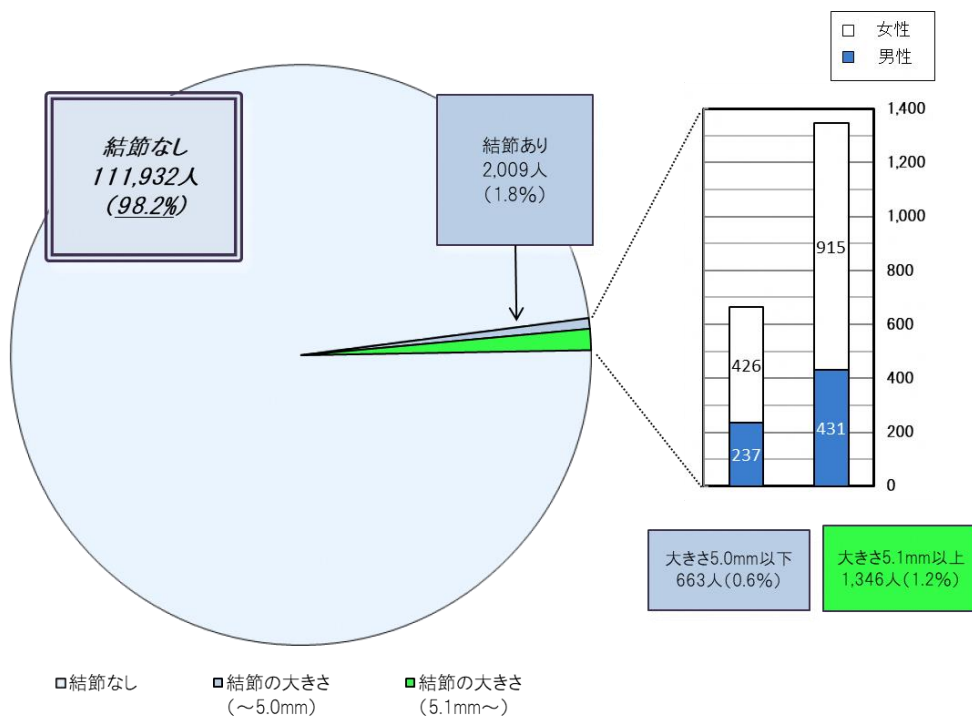 女性
男性
結節なし
111,932人
(98.2%)
結節あり
2,009人
(1.8%)
1,400
1,200
1,000
800
600
400
200
0
915
426
431
237
大きさ5.0mm以下
663人(0.6%)
大きさ5.1mm以上
1,346人(1.2%)
結節なし
結節の大きさ
(～5.0mm)
結節の大きさ
(5.1mm～)